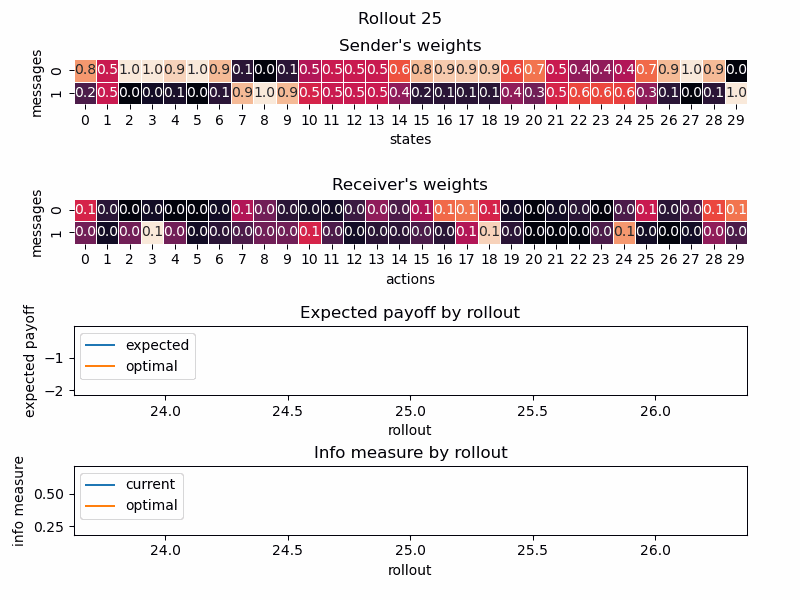 Rollout 25
Sender's weights
messages
0
0.8 0.5 1.0 1.0 0.9 1.0 0.9 0.1 0.0 0.1 0.5 0.5 0.5 0.5 0.6 0.8 0.9 0.9 0.9 0.6 0.7 0.5 0.4 0.4 0.4 0.7 0.9 1.0 0.9 0.0
1
0.2 0.5 0.0 0.0 0.1 0.0 0.1 0.9 1.0 0.9 0.5 0.5 0.5 0.5 0.4 0.2 0.1 0.1 0.1 0.4 0.3 0.5 0.6 0.6 0.6 0.3 0.1 0.0 0.1 1.0
0 1 2 3 4 5 6 7 8 9 10 11 12 13 14 15 16 17 18 19 20 21 22 23 24 25 26 27 28 29
states
Receiver's weights
messages
0
0.1 0.0 0.0 0.0 0.0 0.0 0.0 0.1 0.0 0.0 0.0 0.0 0.0 0.0 0.0 0.1 0.1 0.1 0.1 0.0 0.0 0.0 0.0 0.0 0.0 0.1 0.0 0.0 0.1 0.1
1
0.0 0.0 0.0 0.1 0.0 0.0 0.0 0.0 0.0 0.0 0.1 0.0 0.0 0.0 0.0 0.0 0.0 0.1 0.1 0.0 0.0 0.0 0.0 0.0 0.1 0.0 0.0 0.0 0.0 0.0
0 1 2 3 4 5 6 7 8 9 10 11 12 13 14 15 16 17 18 19 20 21 22 23 24 25 26 27 28 29
actions
Expected payoff by rollout
expected payoff
−1
−2
expected
optimal
24.0 24.5 25.0 25.5 26.0
rollout
Info measure by rollout
info measure
0.50
0.25
current
optimal
24.0 24.5 25.0 25.5 26.0
rollout